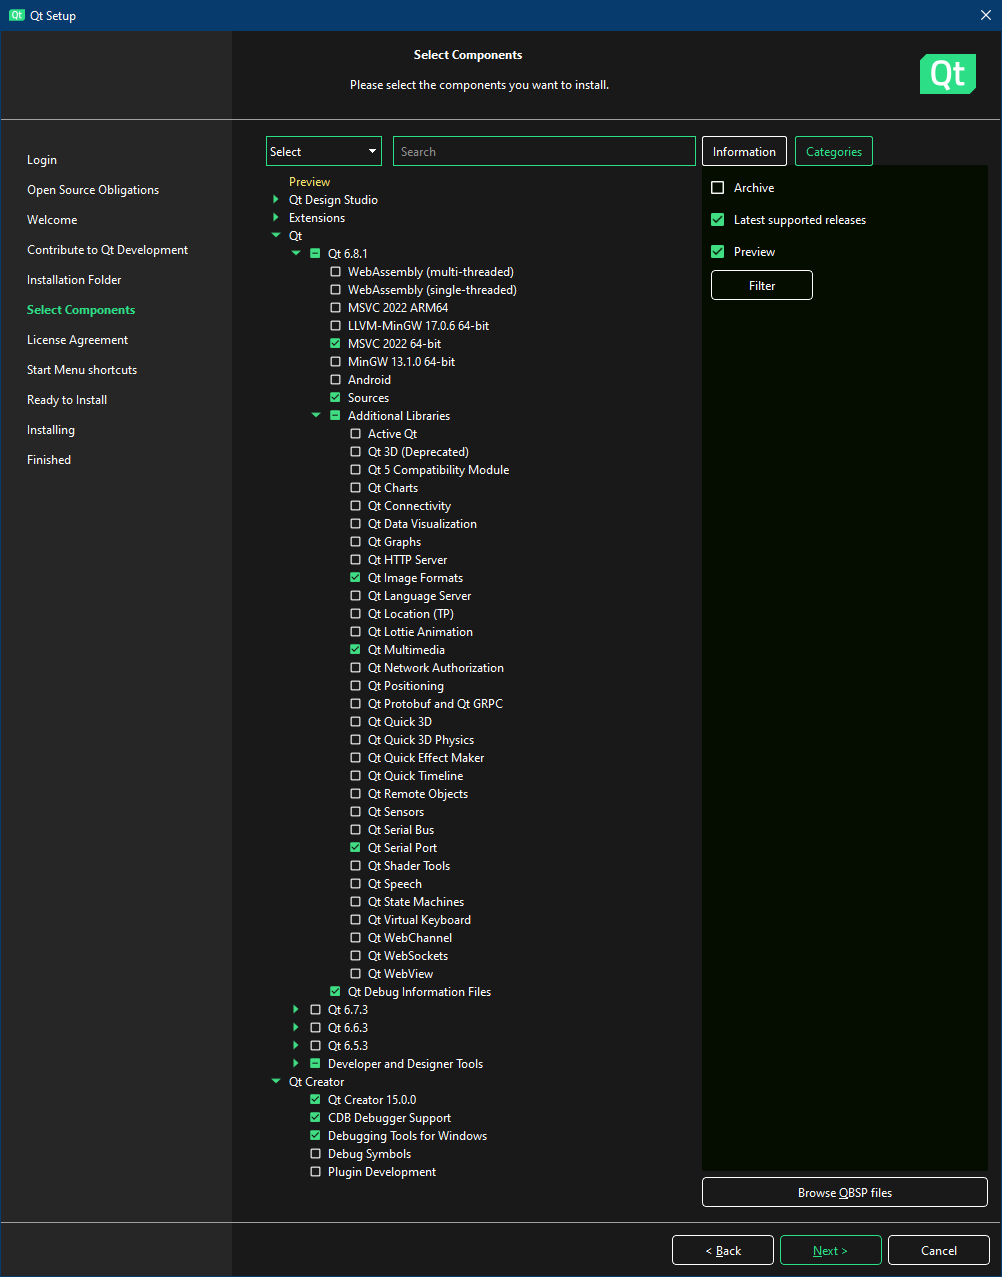 Qt Setup
Select Components
Please select the components you want to install.
Qt
Login
Open Source Obligations
Welcome
Contribute to Qt Development
Installation Folder
Select Components
License Agreement
Start Menu shortcuts
Ready to Install
Installing
Finished
Select
Search
Preview
Qt Design Studio
Extensions
Qt
Qt 6.8.1
WebAssembly (multi-threaded)
WebAssembly (single-threaded)
MSVC 2022 ARM64
LLVM-MinGW 17.0.6 64-bit
MSVC 2022 64-bit
MinGW 13.1.0 64-bit
Android
Sources
Additional Libraries
Active Qt
Qt 3D (Deprecated)
Qt 5 Compatibility Module
Qt Charts
Qt Connectivity
Qt Data Visualization
Qt Graphs
Qt HTTP Server
Qt Image Formats
Qt Language Server
Qt Location (TP)
Qt Lottie Animation
Qt Multimedia
Qt Network Authorization
Qt Positioning
Qt Protobuf and Qt GRPC
Qt Quick 3D
Qt Quick 3D Physics
Qt Quick Effect Maker
Qt Quick Timeline
Qt Remote Objects
Qt Sensors
Qt Serial Bus
Qt Serial Port
Qt Shader Tools
Qt Speech
Qt State Machines
Qt Virtual Keyboard
Qt WebChannel
Qt WebSockets
Qt WebView
Qt Debug Information Files
Qt 6.7.3
Qt 6.6.3
Qt 6.5.3
Developer and Designer Tools
Qt Creator
Qt Creator 15.0.0
CDB Debugger Support
Debugging Tools for Windows
Debug Symbols
Plugin Development
Information
Categories
Archive
Latest supported releases
Preview
Filter
Browse QBSP files
< Back
Next >
Cancel